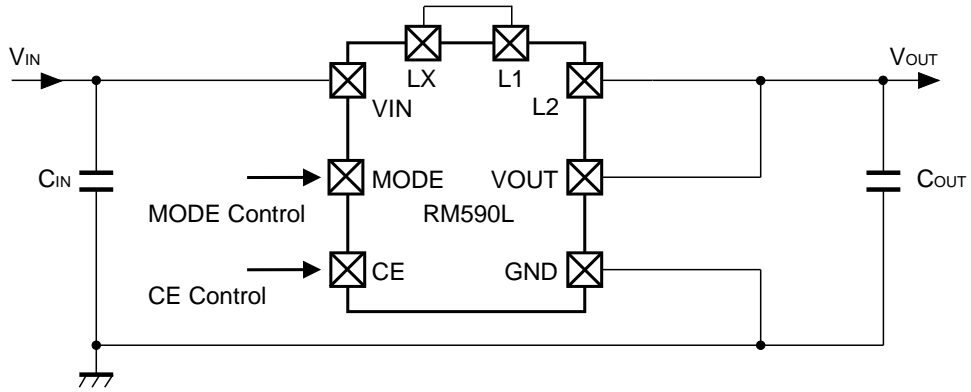 VIN
VOUT
LX
L1
VIN
L2
CIN
MODE
VOUT
COUT
MODE Control
RM590L
CE
GND
CE Control